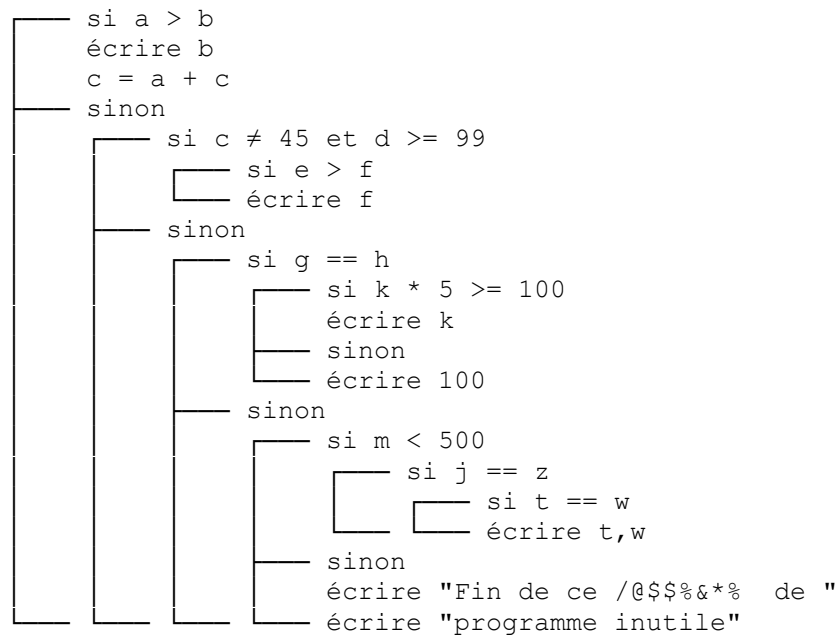 si a > b
écrire b
c = a + c
sinon
si c ≠ 45 et d >= 99
si e > f
écrire f
sinon
si g == h
si k * 5 >= 100
écrire k
sinon
écrire 100
sinon
si m < 500
si j == z
si t == w
écrire t,w
sinon
écrire "Fin de ce /@$$%&*%  de "
écrire "programme inutile"